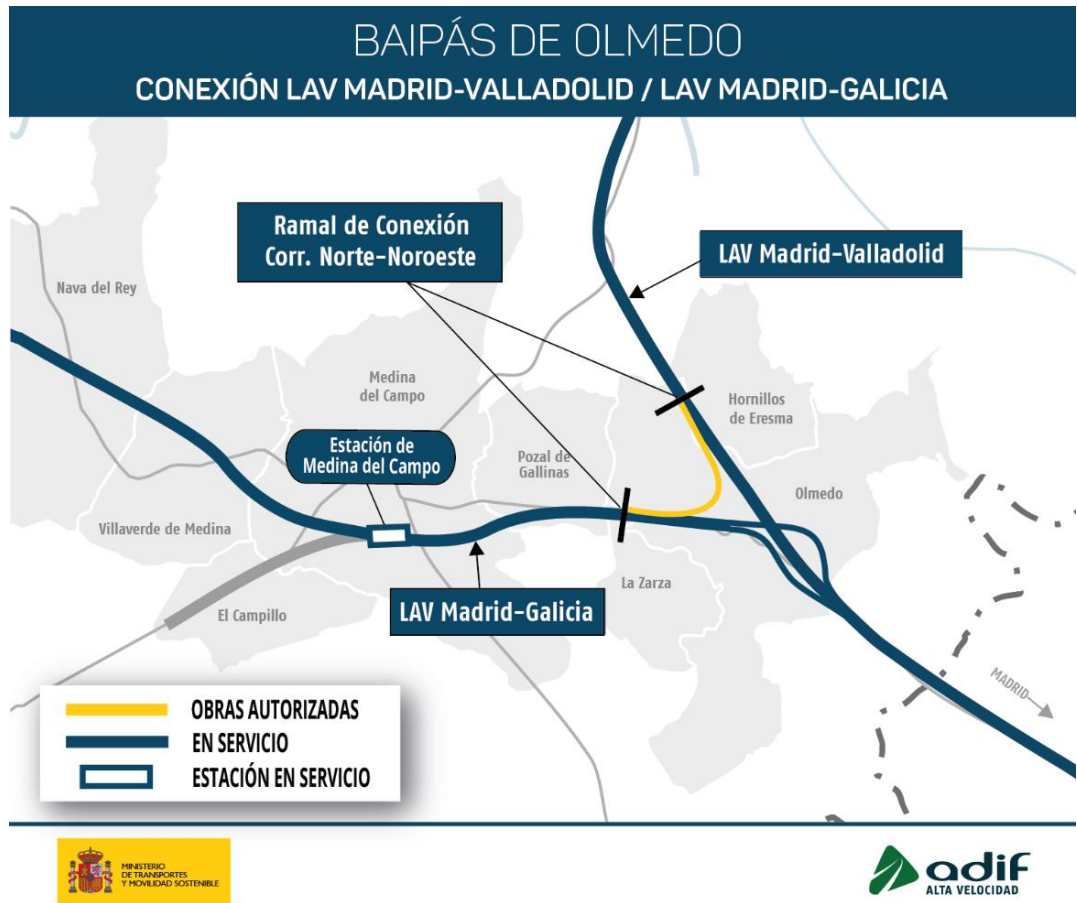 BAIPÁS DE OLMEDO
CONEXIÓN LAV MADRID-VALLADOLID / LAV MADRID-GALICIA
Ramal de Conexión
Corr. Norte-Noroeste
LAV Madrid-Valladolid
Nava del Rey
Medina
del Campo
Hornillos
de Eresma
Estación de
Medina del Campo
Pozal de
Gallinas
Olmedo
Villaverde de Medina
La Zarza
El Campillo
LAV Madrid-Galicia
MADRID
OBRAS AUTORIZADAS
EN SERVICIO
ESTACIÓN EN SERVICIO
MINISTERIO
DE TRANSPORTES
Y MOVILIDAD SOSTENIBLE
adif
ALTA VELOCIDAD